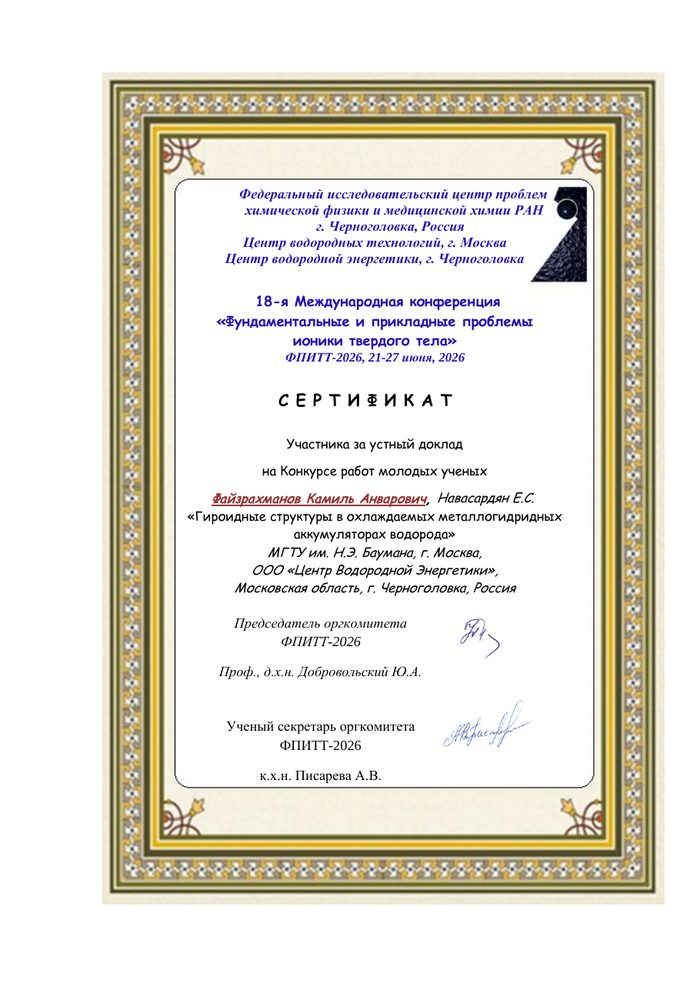 Федеральный исследовательский центр проблем
химической физики и медицинской химии РАН
г. Черноголовка, Россия
Центр водородных технологий, г. Москва
Центр водородной энергетики, г. Черноголовка
18-я Международная конференция
«Фундаментальные и прикладные проблемы
ионики твердого тела»
ФПИТТ-2026, 21-27 июня, 2026
СЕРТИФИКАТ
Участника за устный доклад
на Конкурсе работ молодых ученых
Файзрахманов Камиль Анварович, Навасардян Е.С.
«Гироидные структуры в охлаждаемых металлогидридных
аккумуляторах водорода»
МГТУ им. Н.Э. Баумана, г. Москва,
ООО «Центр Водородной Энергетики»,
Московская область, г. Черноголовка, Россия
Председатель оргкомитета
ФПИТТ-2026
Проф., д.х.н. Добровольский Ю.А.
Ученый секретарь оргкомитета
ФПИТТ-2026
к.х.н. Писарева А.В.